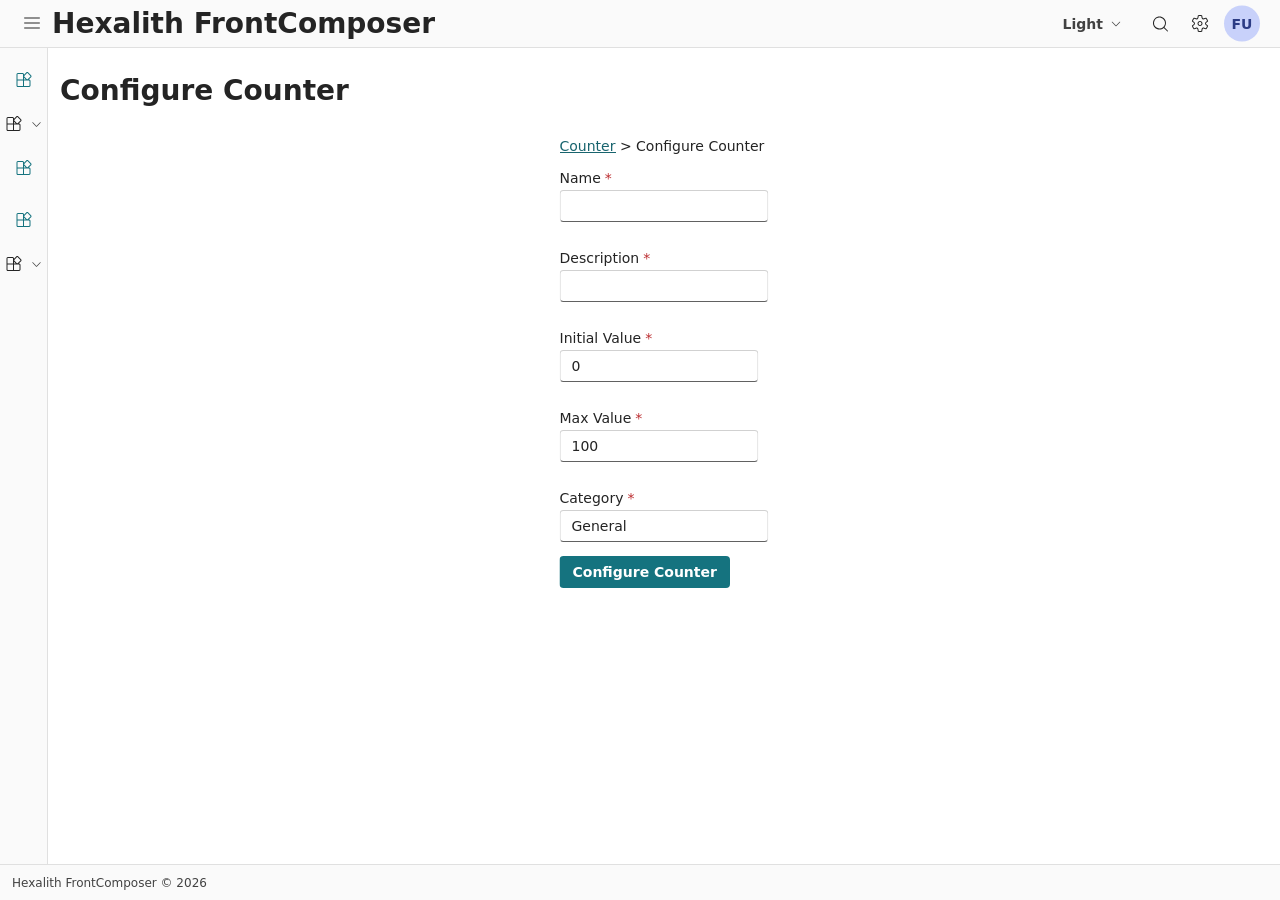 Hexalith FrontComposer
Light
FU
Configure Counter
Counter > Configure Counter
Name *
Description *
Initial Value *
0
Max Value *
100
Category *
General
Configure Counter
Hexalith FrontComposer © 2026